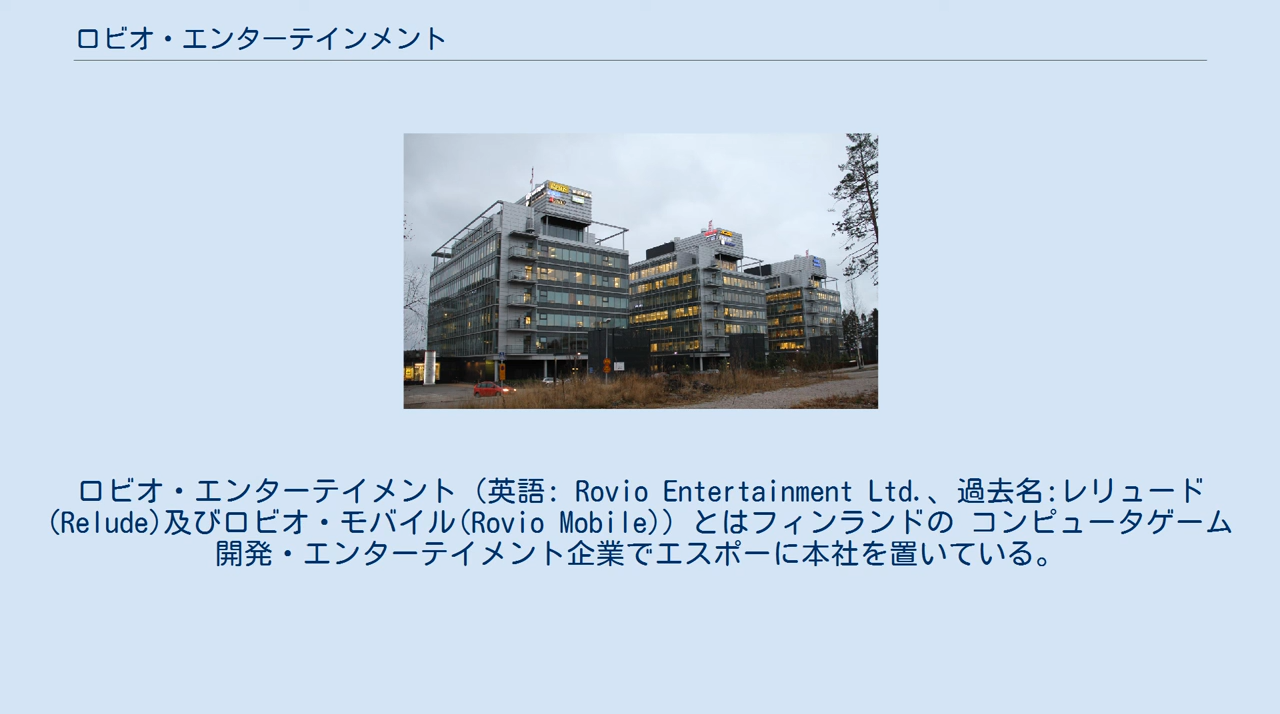 ロビオ・エンターテインメント
ロビオ・エンターテイメント（英語: Rovio Entertainment Ltd.、過去名:レリュード
(Relude)及びロビオ・モバイル(Rovio Mobile)）とはフィンランドの コンピュータゲーム
開発・エンターテイメント企業でエスポーに本社を置いている。